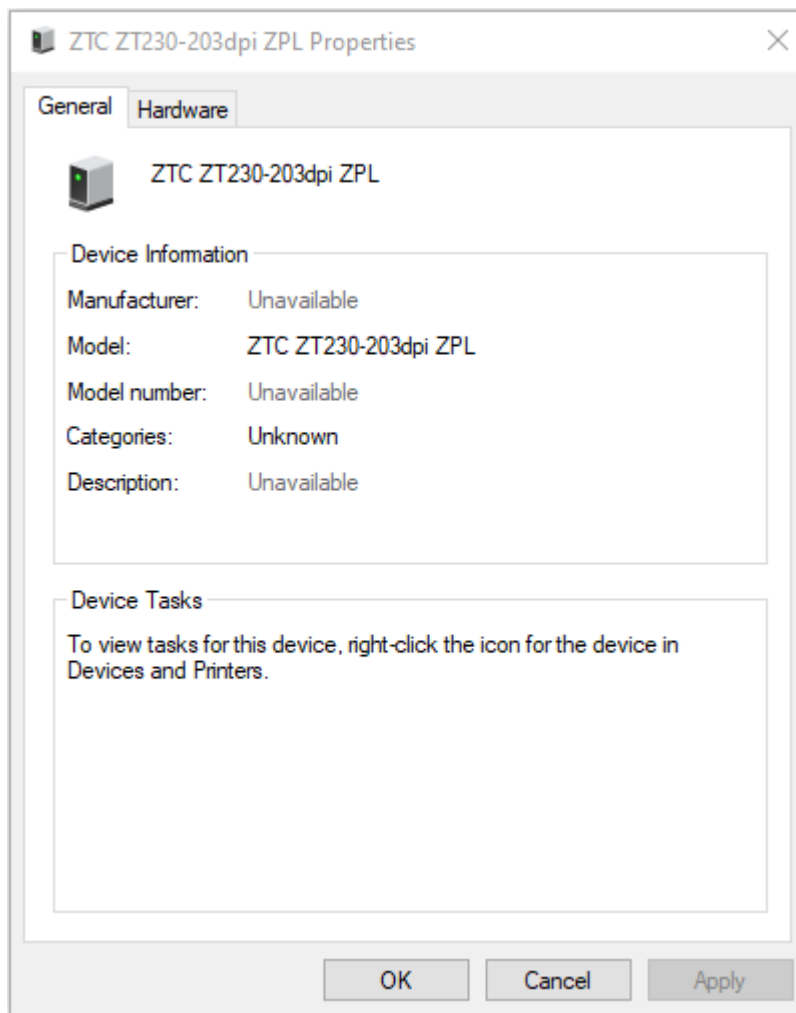 ZTC ZT230-203dpi ZPL Properties
General Hardware
ZTC ZT230-203dpi ZPL
Device Information
Manufacturer: Unavailable
Model: ZTC ZT230-203dpi ZPL
Model number: Unavailable
Categories: Unknown
Description: Unavailable
Device Tasks
To view tasks for this device, right-click the icon for the device in
Devices and Printers.
OK Cancel Apply